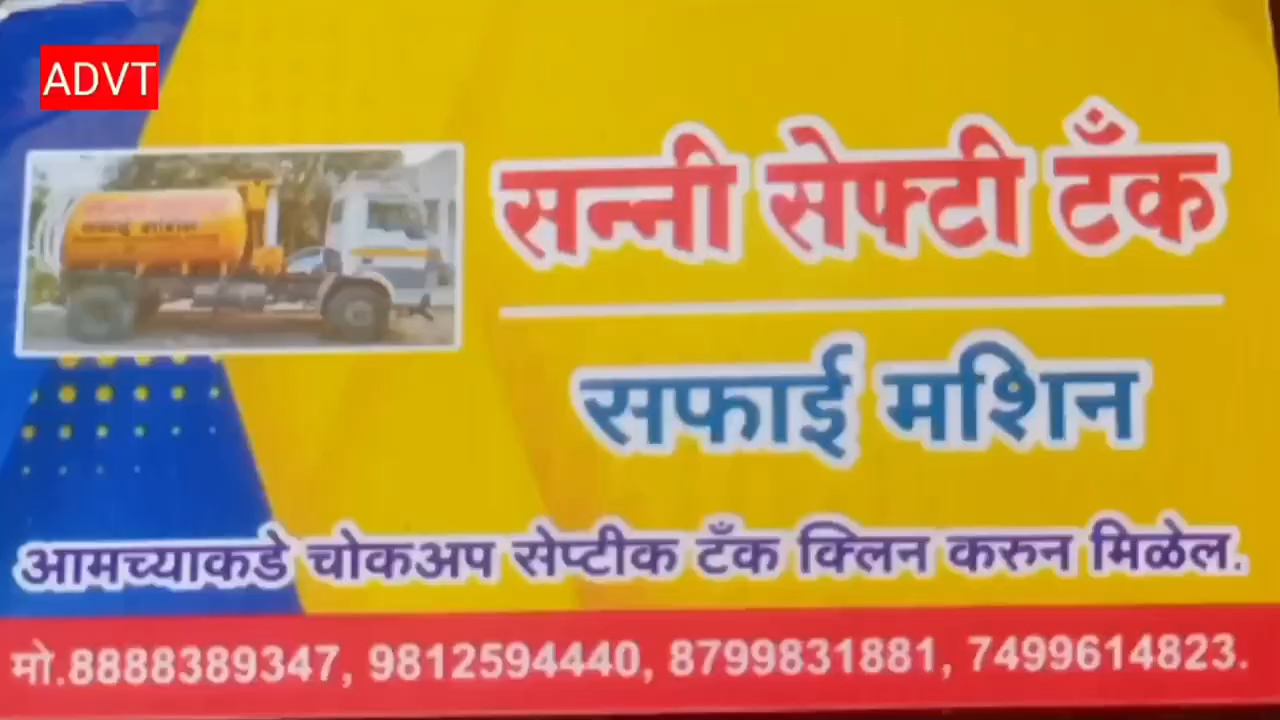 ADVT
सन्नी सेफ्टी टँक
सफाई मशिन
आमच्याकडे चोकअप सेप्टीक टँक क्लिन करुन मिळेल.
मो.8888389347, 9812594440, 8799831881, 7499614823.